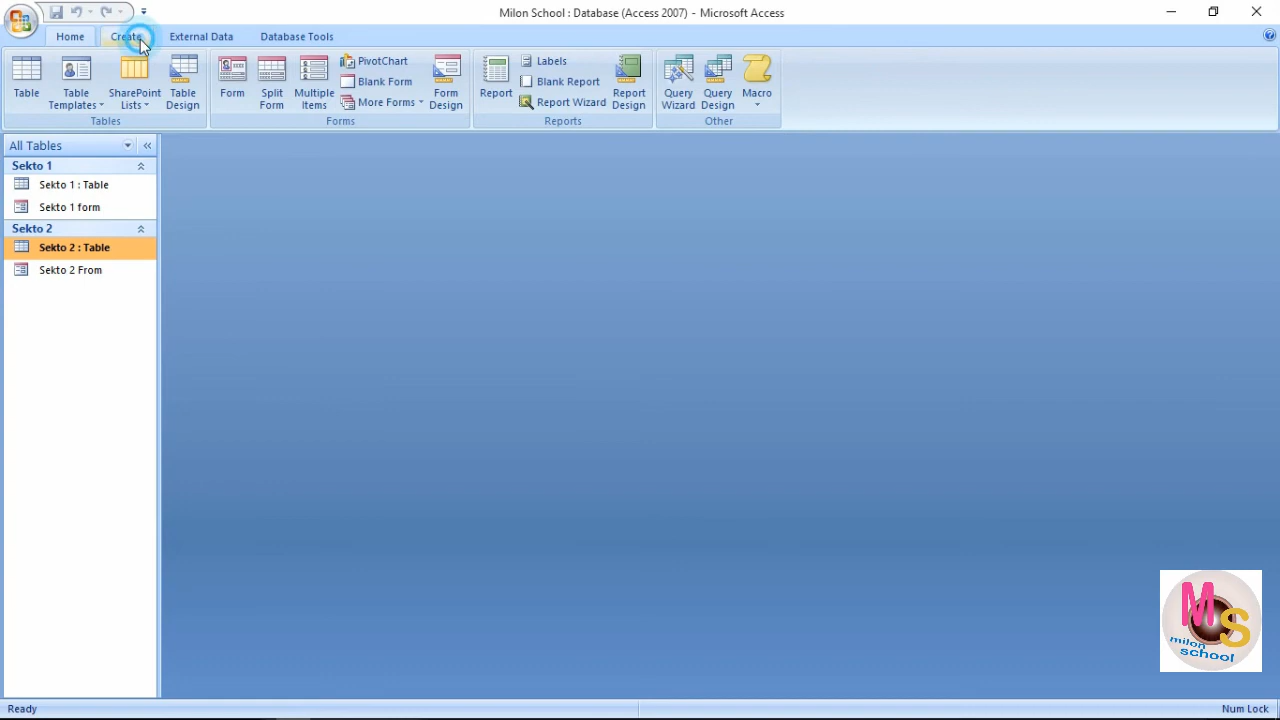 Milon School : Database (Access 2007) - Microsoft Access
Home Create External Data Database Tools
Table
Table Templates
SharePoint Lists
Table Design
Tables
Form
Split Form
Multiple Items
PivotChart
Blank Form
More Forms
Form Design
Forms
Report
Labels
Blank Report
Report Wizard
Report Design
Reports
Query Wizard
Query Design
Macro
Other
All Tables
Sekto 1
Sekto 1 : Table
Sekto 1 form
Sekto 2
Sekto 2 : Table
Sekto 2 From
MS
milon
school
Ready
Num Lock